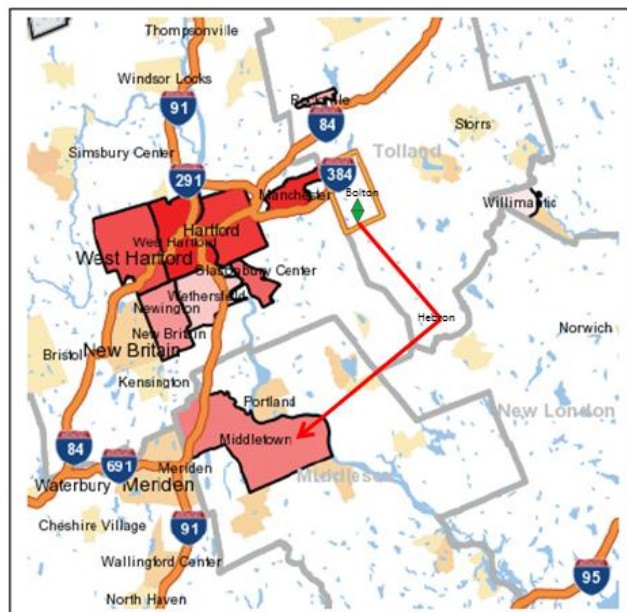 Thompsonville
Windsor Locks
91
84
Tolland
Storrs
Simsbury Center
291
384
Manchester
Bolton
Willimantic
Hartford
West Hartford
West Hartford
Glastonbury Center
Wethersfield
Newington
Hebron
Norwich
New Britain
New Britain
Bristol
Kensington
Portland
New London
Middletown
84
691
Meriden
Waterbury
Meriden
Middlesex
Cheshire Village
91
Wallingford Center
95
North Haven